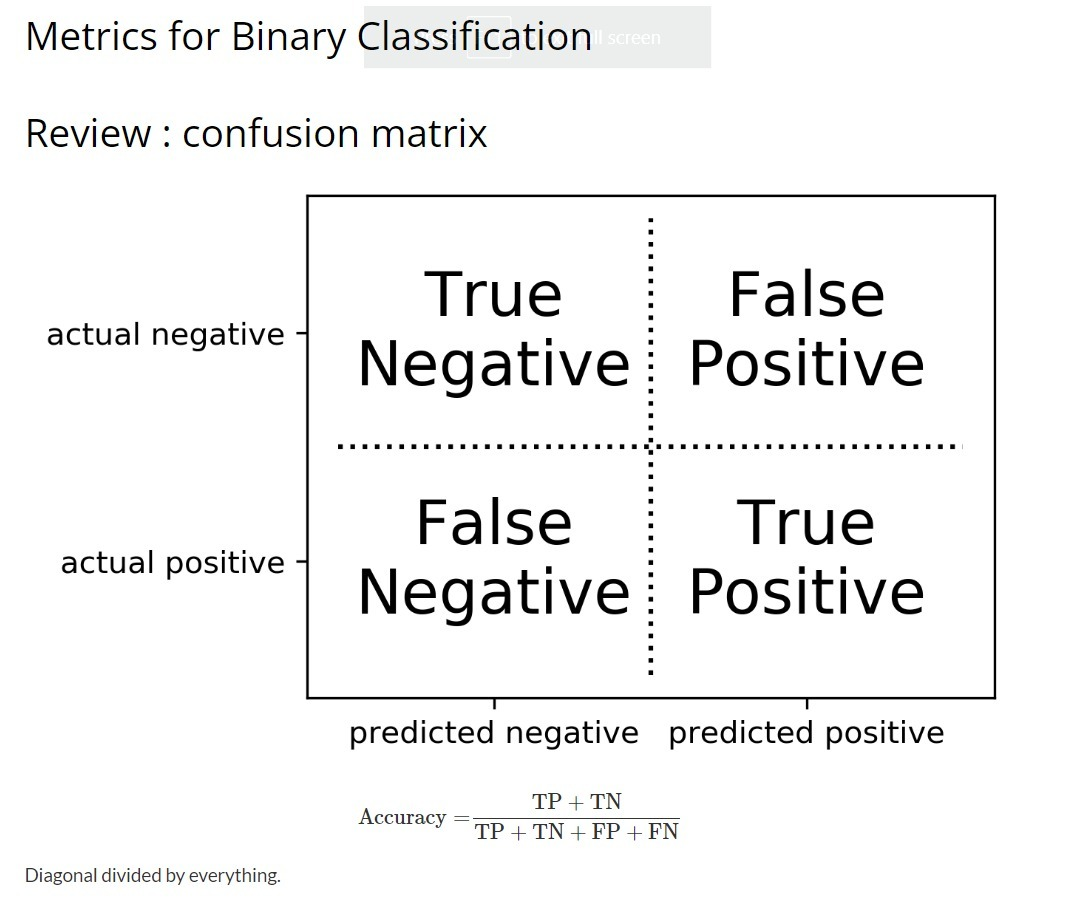 Metrics for Binary Classification
screen
Review : confusion matrix
True Negative
False Positive
actual negative
False Negative
True Positive
actual positive
predicted negative predicted positive
Accuracy = TP + TN / TP + TN + FP + FN
Diagonal divided by everything.